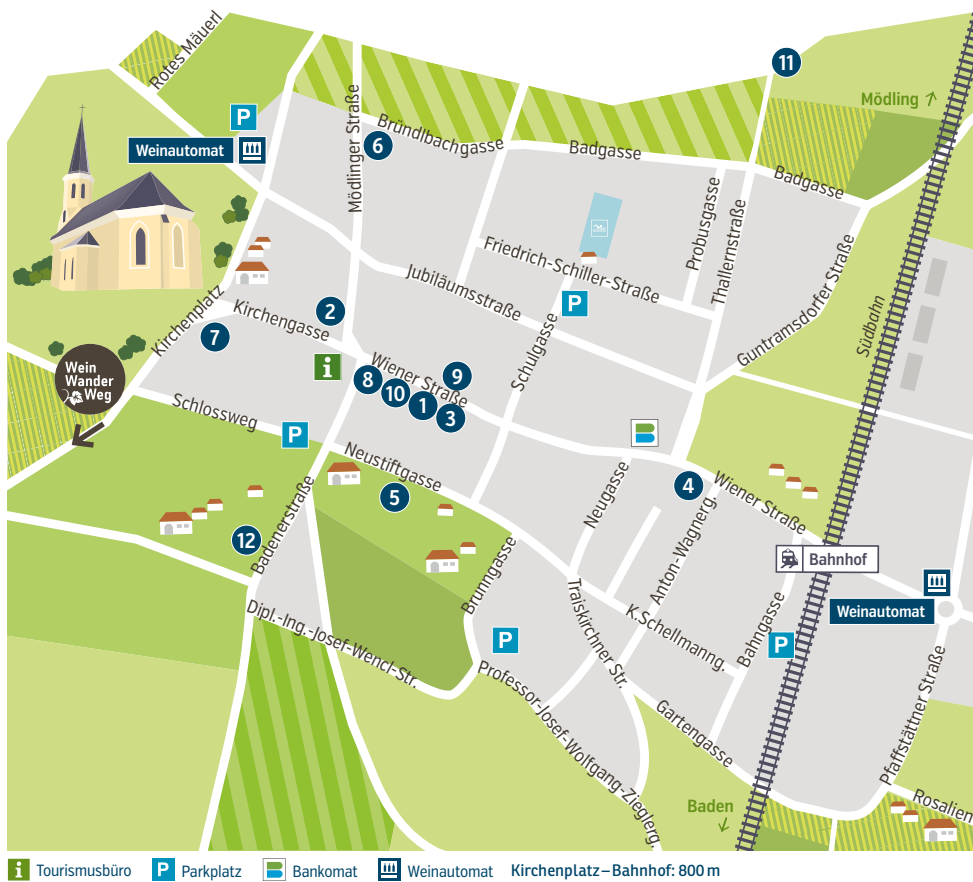 Rotes Mäuerl
11
Mödling
P
Weinautomat
Mödlinger Straße
Bründlbachgasse
6
Badgasse
Badgasse
Probusgasse
Thallernstraße
Friedrich-Schiller-Straße
Jubiläumsstraße
Guntramsdorfer Straße
Südbahn
P
Kirchenplatz
Kirchengasse
2
7
Schulgasse
i
Wein
Wander
Weg
Wiener Straße
8
10
9
1
3
Schlossweg
P
Neustiftgasse
5
Neugasse
4
Wiener Straße
12
Badenerstraße
Brunngasse
Anton-Wagnerg.
Bahnhof
Weinautomat
Dipl.-Ing.-Josef-Wencl-Str.
P
Traiskirchner Str.
K.Schellmanng.
Bahngasse
P
Professor-Josef-Wolfgang-Zieglerg.
Gartengasse
Pfaffstättner Straße
Baden
Rosalien
i Tourismusbüro P Parkplatz Bankomat Weinautomat Kirchenplatz–Bahnhof: 800 m